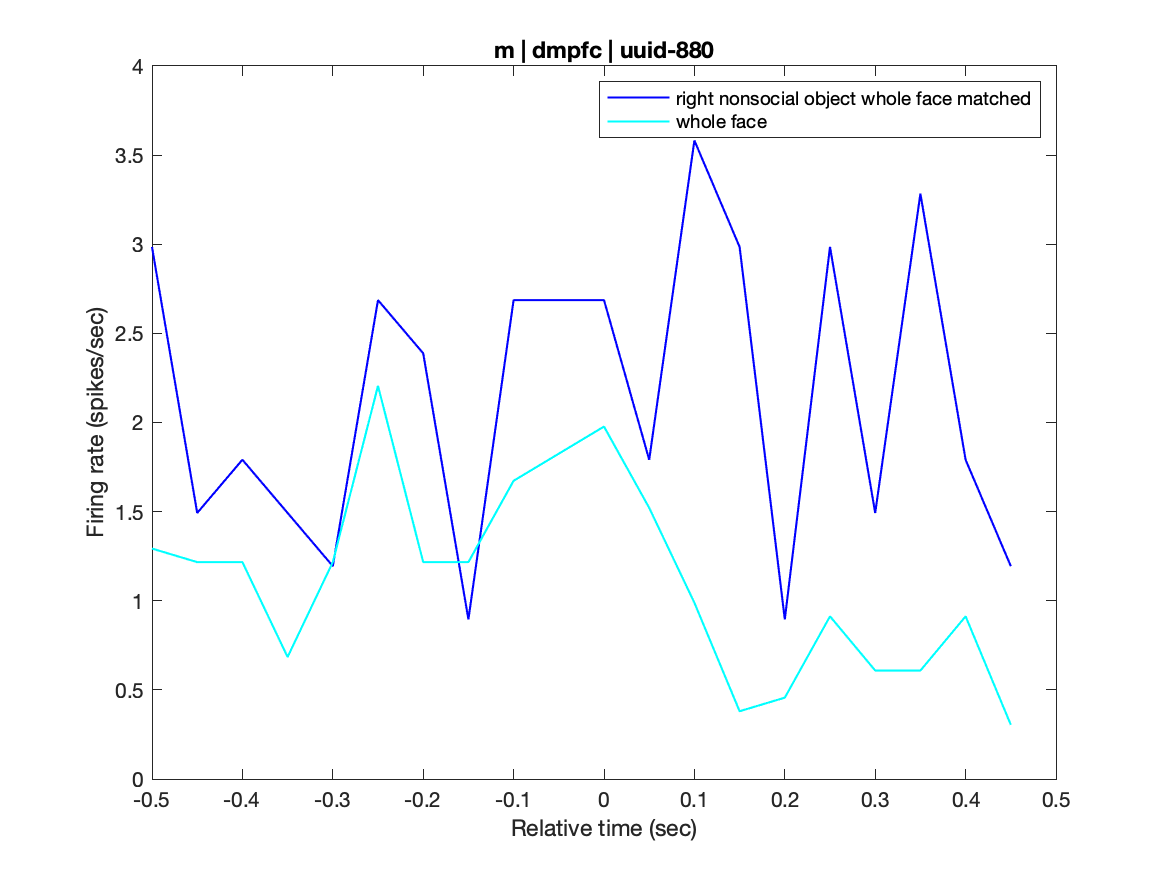 m | dmpfc | uuid-880
right nonsocial object whole face matched
whole face
4
3.5
3
2.5
2
1.5
1
0.5
0
Firing rate (spikes/sec)
-0.5 -0.4 -0.3 -0.2 -0.1 0 0.1 0.2 0.3 0.4 0.5
Relative time (sec)